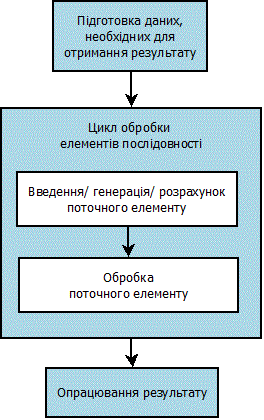 Підготовка даних,
необхідних для
отримання результату
Цикл обробки
елементів послідовності
Введення/ генерація/ розрахунок
поточного елементу
Обробка
поточного елементу
Опрацювання результату